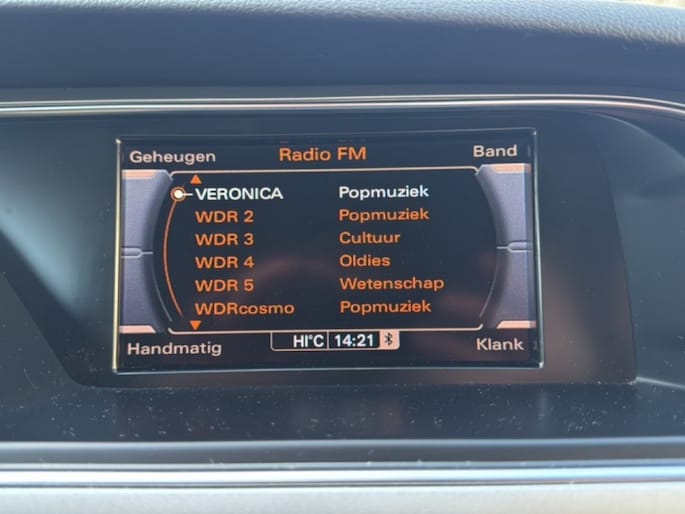 Geheugen Radio FM Band
VERONICA Popmuziek
WDR 2 Popmuziek
WDR 3 Cultuur
WDR 4 Oldies
WDR 5 Wetenschap
WDRcosmo Popmuziek
Handmatig HI°C 14:21 Klank